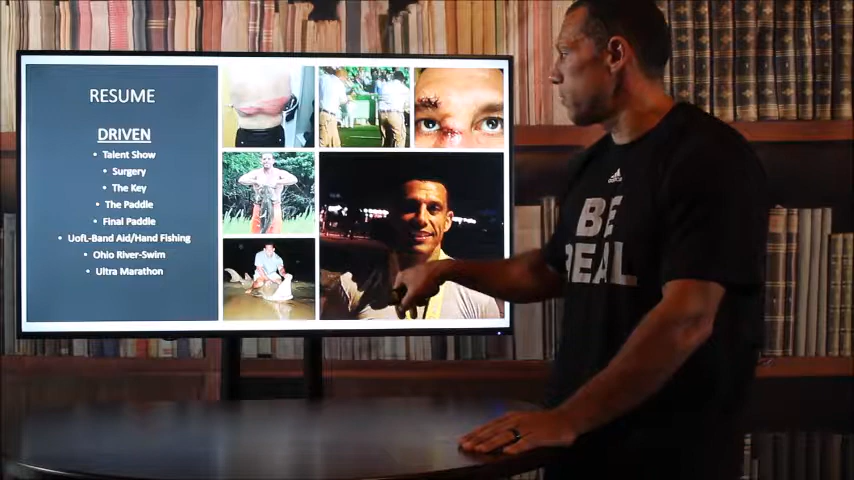 RESUME
DRIVEN
• Talent Show
• Surgery
• The Key
• The Paddle
• Final Paddle
• UofL-Band Aid/Hand Fishing
• Ohio River-Swim
• Ultra Marathon
adidas
BE
REAL